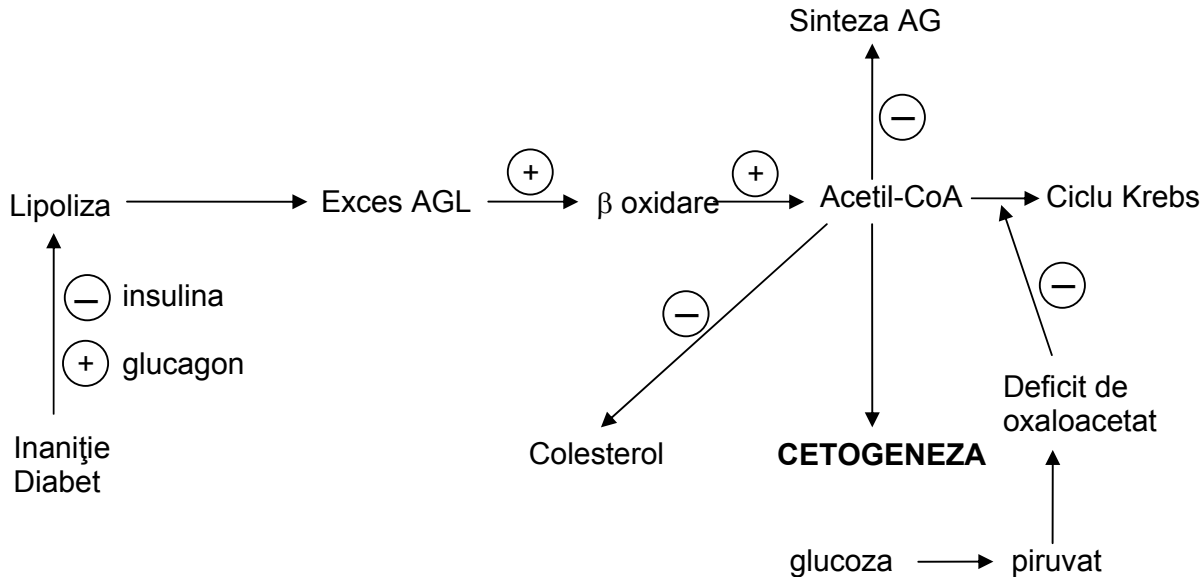 Sinteza AG
−
+
+
Lipoliza
Exces AGL
β oxidare
Acetil-CoA
Ciclu Krebs
− insulina
−
−
+ glucagon
Deficit de
oxaloacetat
Inaniţie
Diabet
Colesterol
CETOGENEZA
glucoza
piruvat